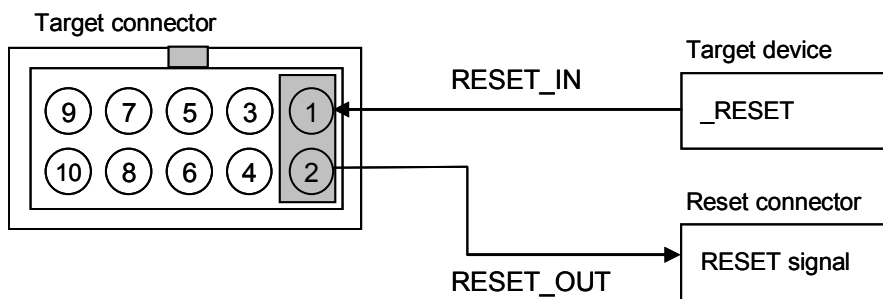 Target connector
Target device
RESET_IN
_RESET
9 7 5 3 1
10 8 6 4 2
Reset connector
RESET signal
RESET_OUT